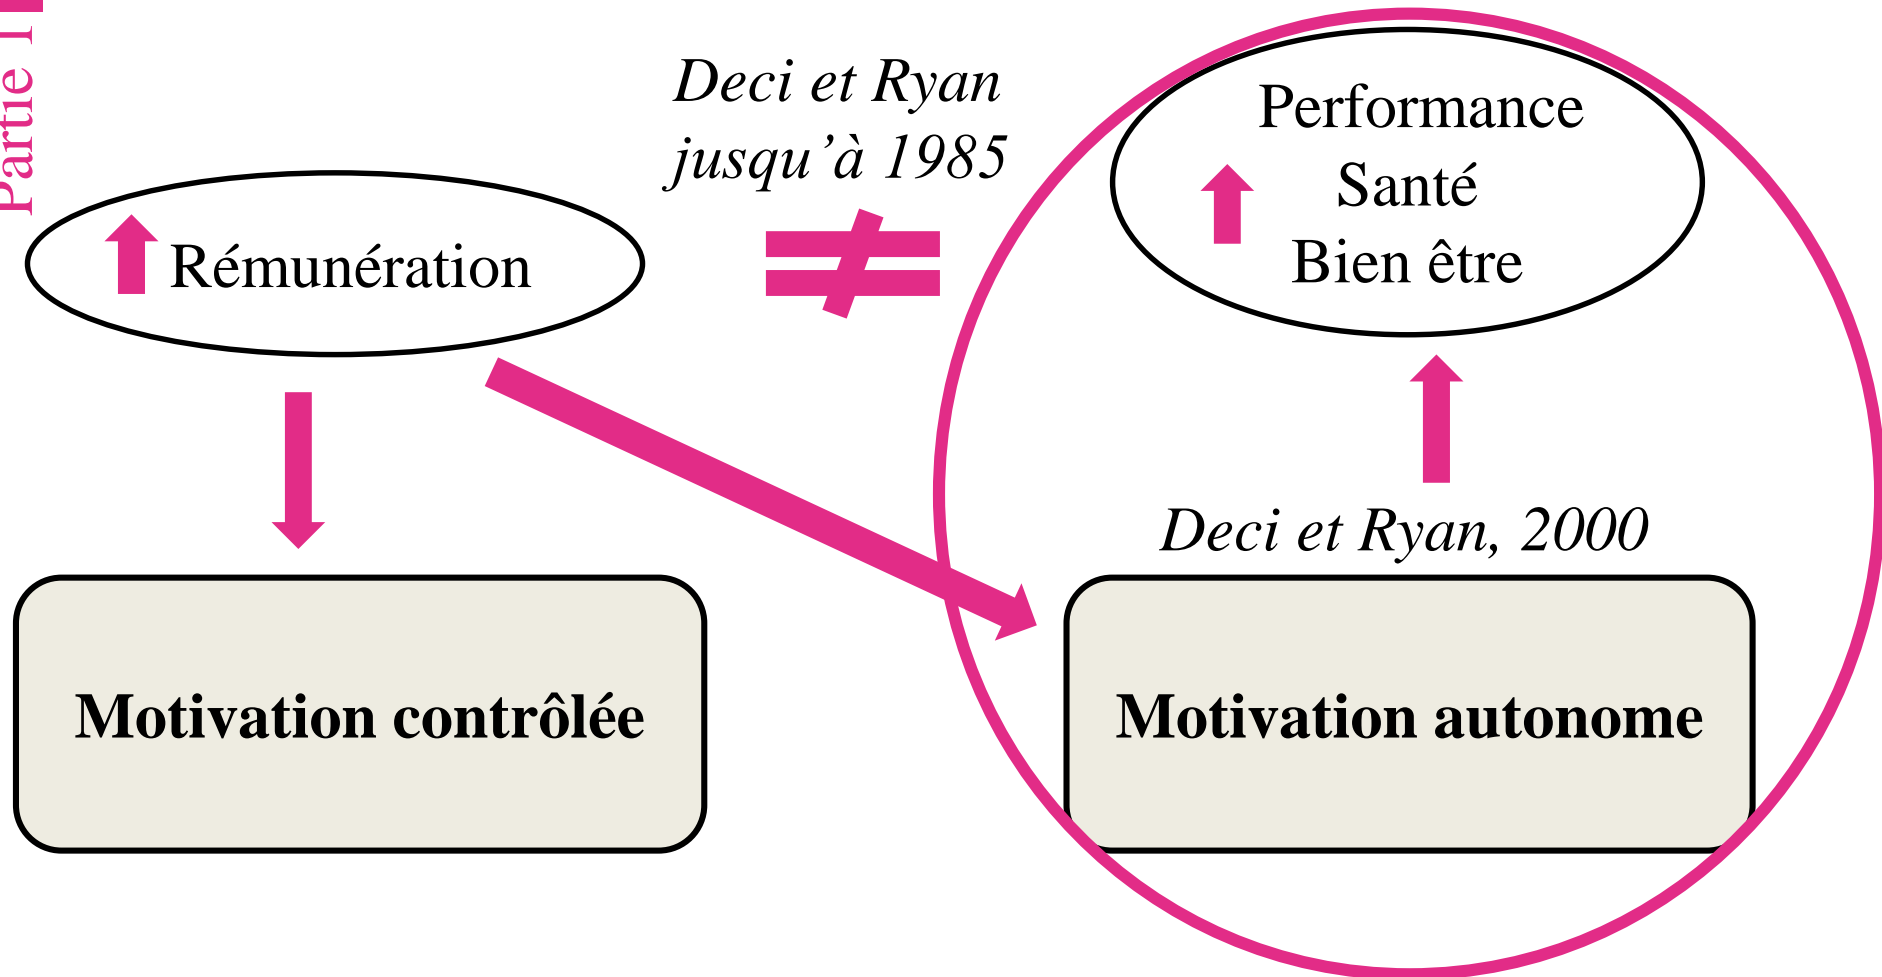 Partie 1
Deci et Ryan
jusqu’à 1985
Performance
Santé
Bien être
Rémunération
Deci et Ryan, 2000
Motivation contrôlée
Motivation autonome